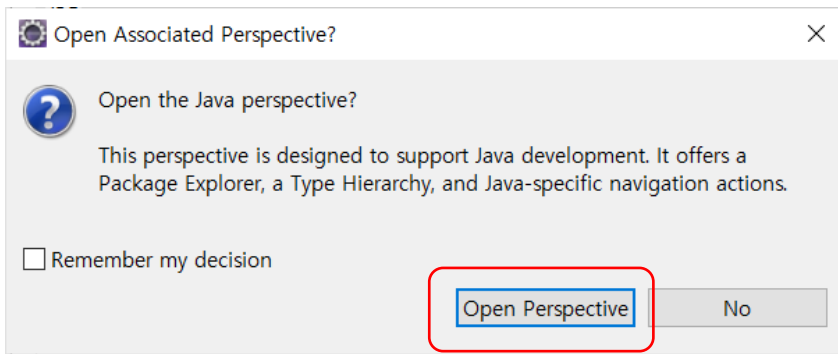 Open Associated Perspective?
Open the Java perspective?
This perspective is designed to support Java development. It offers a
Package Explorer, a Type Hierarchy, and Java-specific navigation actions.
Remember my decision
Open Perspective
No